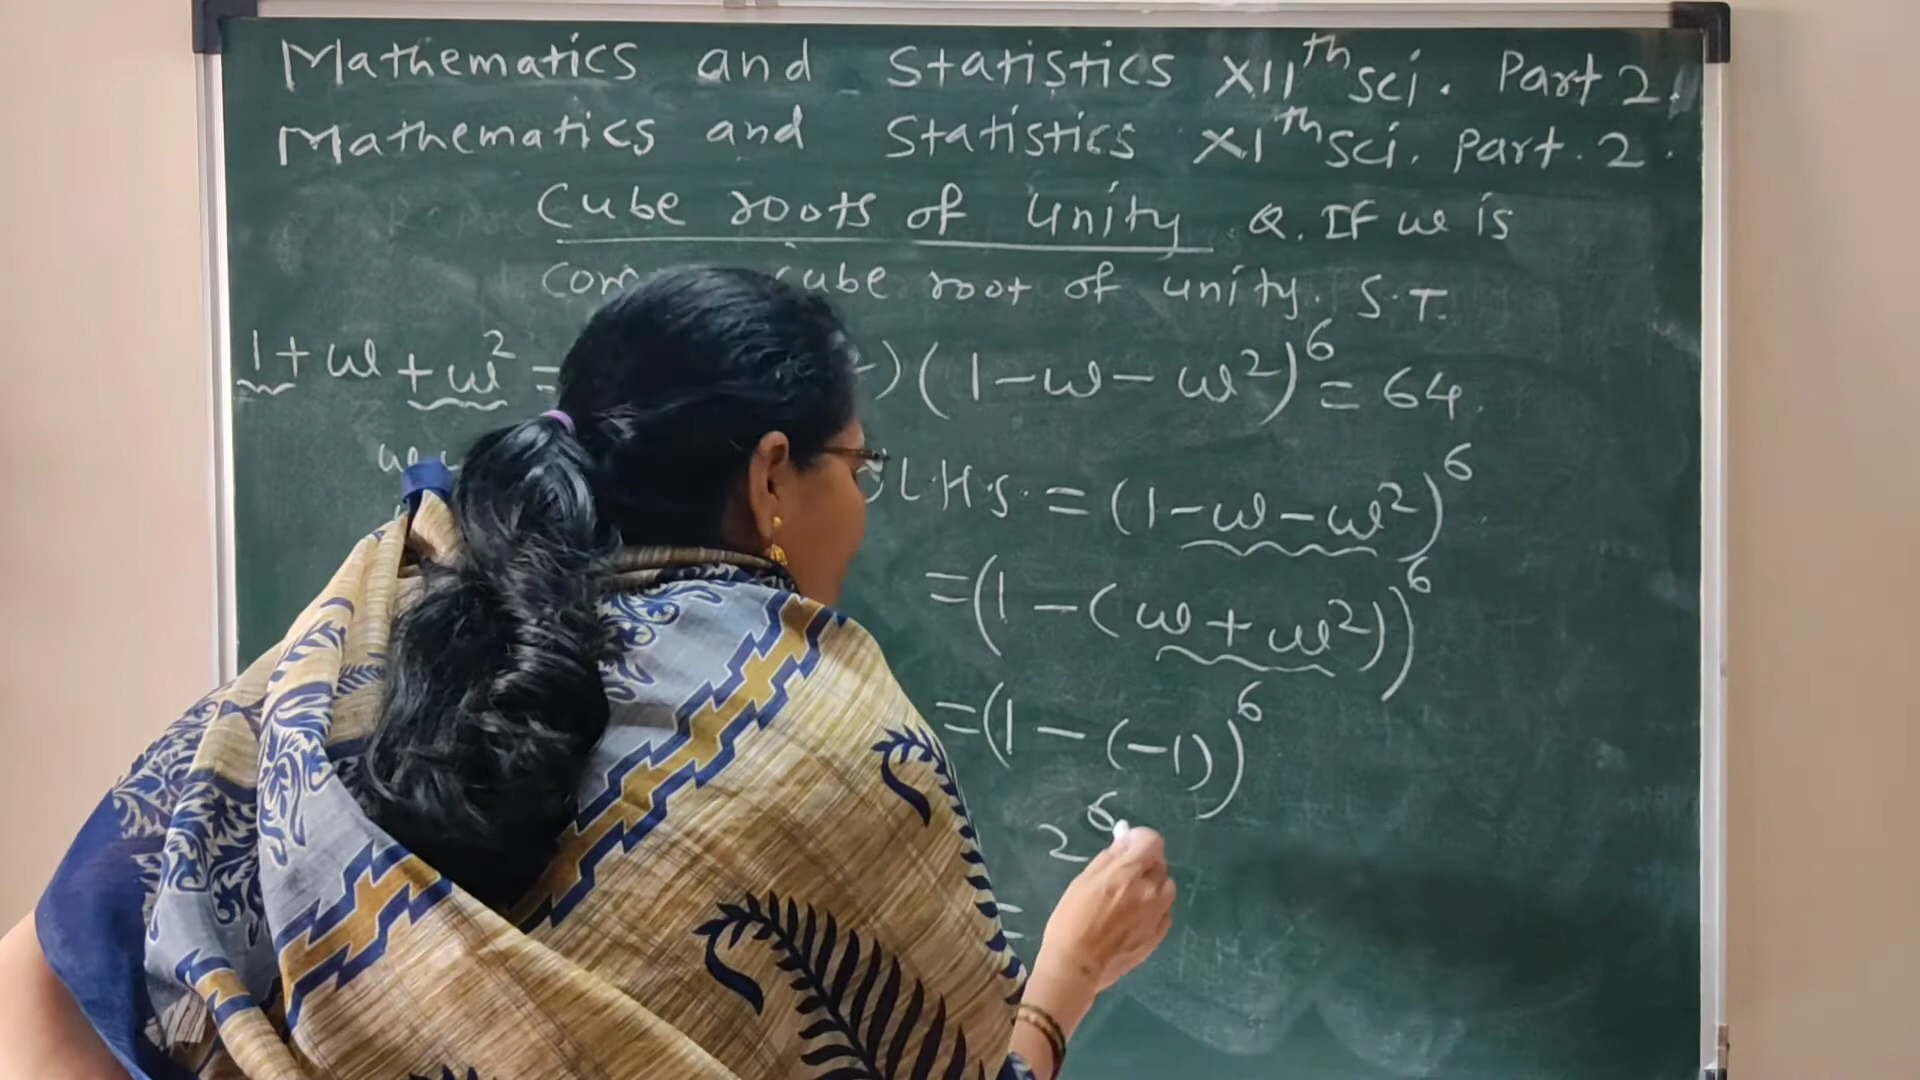 Mathematics and Statistics XIIth Sci. Part 2.
Mathematics and Statistics XIth Sci. Part. 2.
Cube roots of Unity Q. If ω is
root of unity. S.T.
1+ω+ω² = )(1-ω-ω²)⁶ = 64.
L.H.S. = (1-ω-ω²)⁶
=(1-(ω+ω²))⁶
=(1-(-1))⁶
2⁶
=